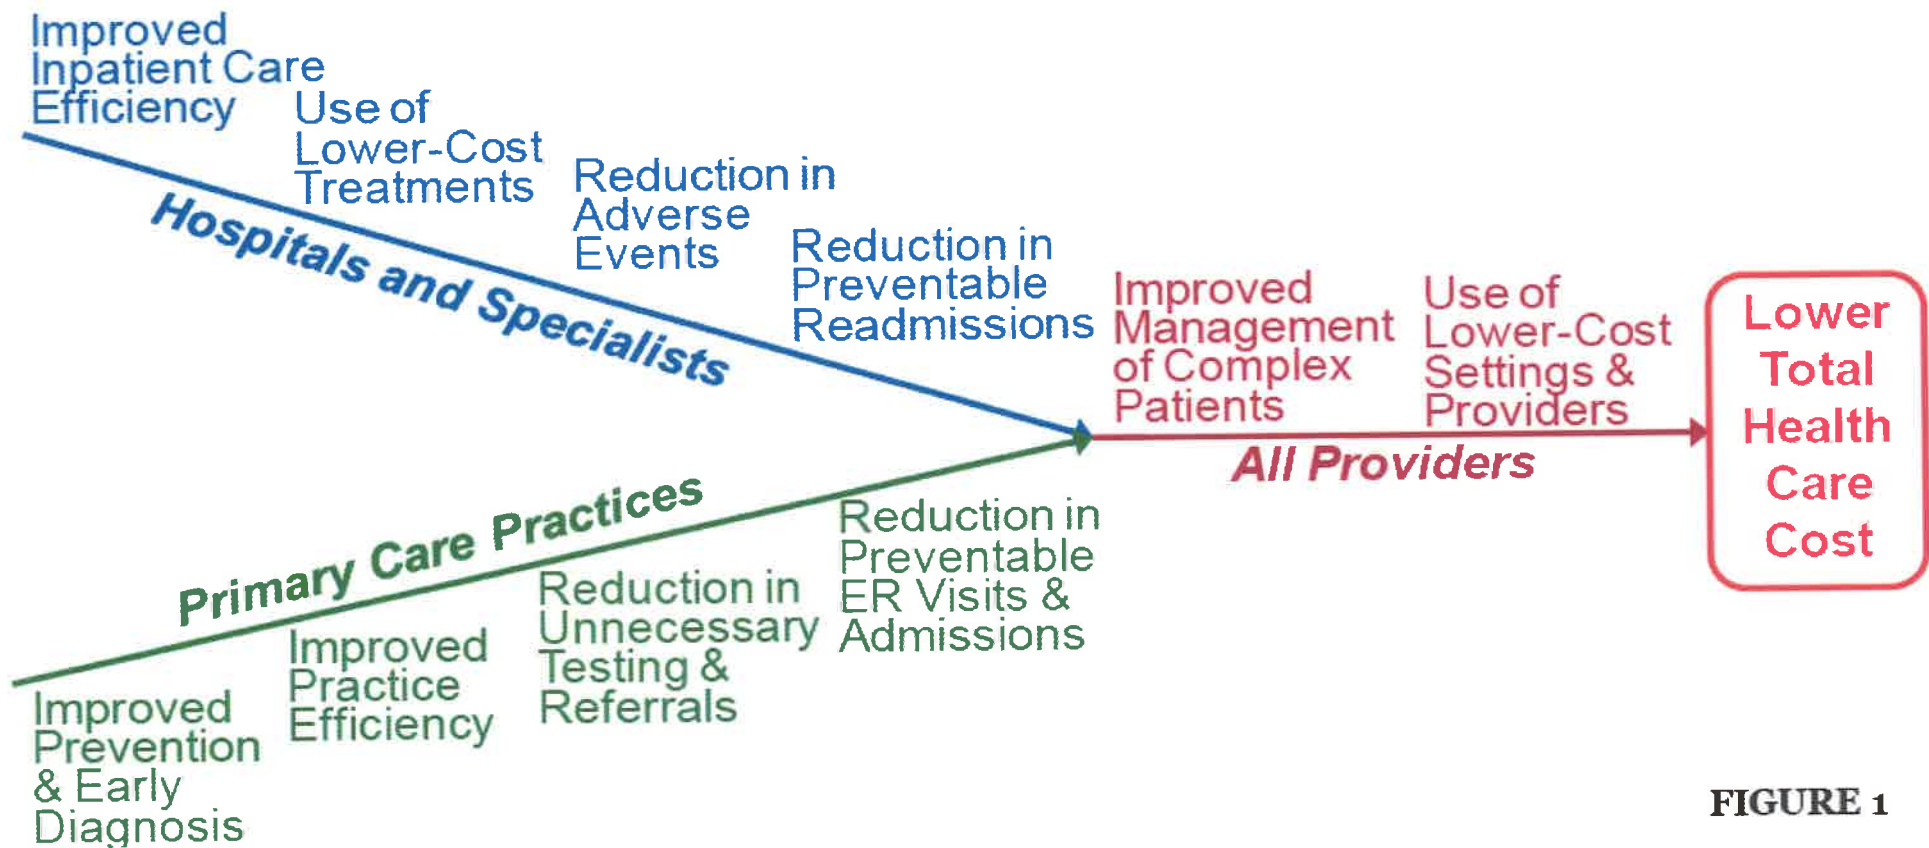 Improved
Inpatient Care
Efficiency
Use of
Lower-Cost
Treatments
Reduction in
Adverse
Events
Reduction in
Preventable
Readmissions
Hospitals and Specialists
Improved
Management
of Complex
Patients
Use of
Lower-Cost
Settings &
Providers
All Providers
Lower
Total
Health
Care
Cost
Primary Care Practices
Improved
Prevention
& Early
Diagnosis
Improved
Practice
Efficiency
Reduction in
Unnecessary
Testing &
Referrals
Reduction in
Preventable
ER Visits &
Admissions
FIGURE 1